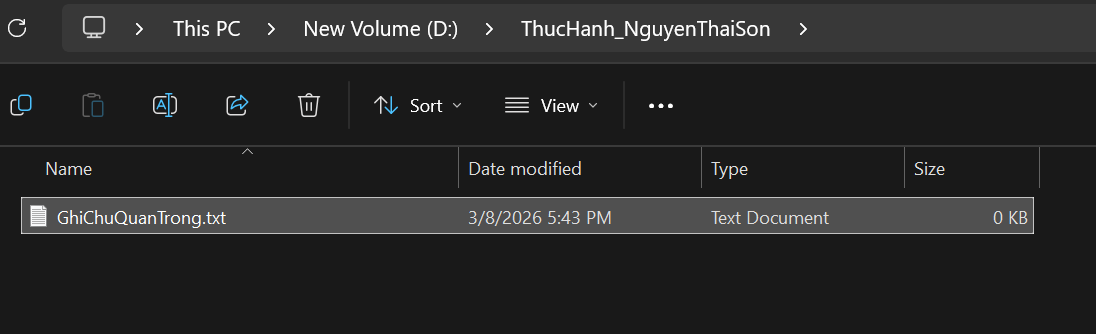 This PC > New Volume (D:) > ThucHanh_NguyenThaiSon >
Sort View
Name Date modified Type Size
GhiChuQuanTrong.txt 3/8/2026 5:43 PM Text Document 0 KB